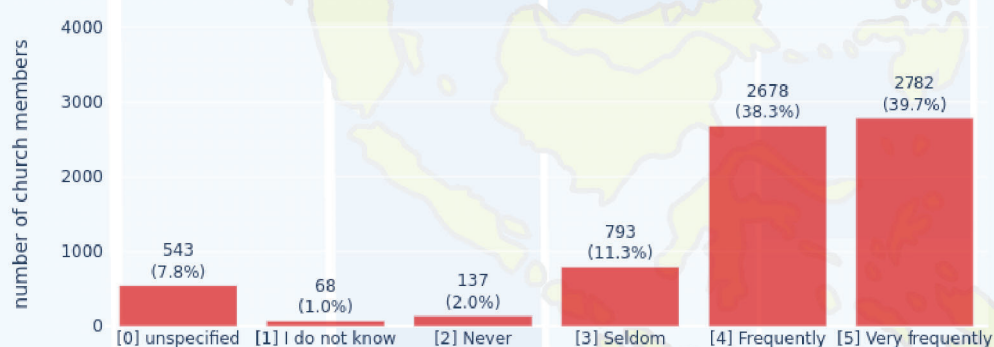 number of church members
4000
3000
2000
1000
0
543
(7.8%)
68
(1.0%)
137
(2.0%)
793
(11.3%)
2678
(38.3%)
2782
(39.7%)
[0] unspecified
[1] I do not know
[2] Never
[3] Seldom
[4] Frequently
[5] Very frequently